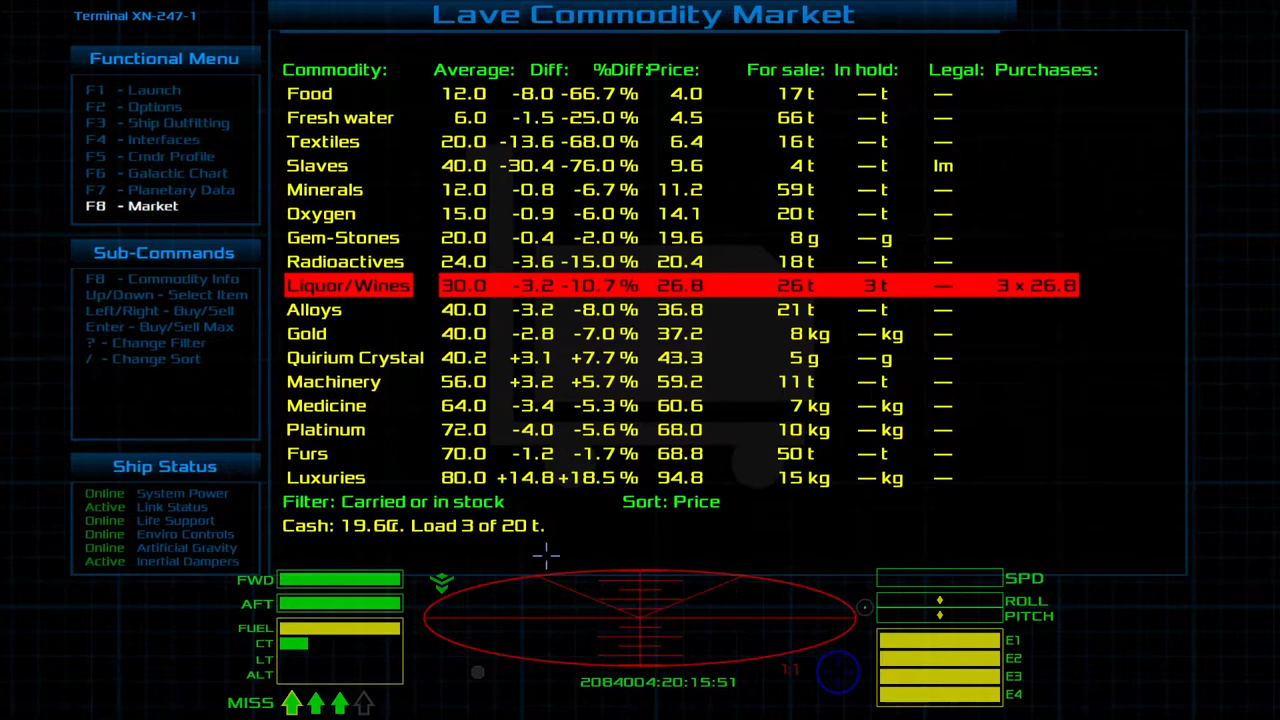 Terminal XN-247-1
Lave Commodity Market
Functional Menu
F1 - Launch
F2 - Options
F3 - Ship Outfitting
F4 - Interfaces
F5 - Cmdr Profile
F6 - Galactic Chart
F7 - Planetary Data
F8 - Market
Sub-Commands
F8 - Commodity Info
Up/Down - Select Item
Left/Right - Buy/Sell
Enter - Buy/Sell Max
? - Change Filter
/ - Change Sort
Ship Status
Online System Power
Active Link Status
Online Life Support
Online Enviro Controls
Online Artificial Gravity
Active Inertial Dampers
Commodity: Average: Diff: %Diff: Price: For sale: In hold: Legal: Purchases:
Food 12.0 -8.0 -66.7 % 4.0 17 t — t —
Fresh water 6.0 -1.5 -25.0 % 4.5 66 t — t —
Textiles 20.0 -13.6 -68.0 % 6.4 16 t — t —
Slaves 40.0 -30.4 -76.0 % 9.6 4 t — t Im
Minerals 12.0 -0.8 -6.7 % 11.2 59 t — t —
Oxygen 15.0 -0.9 -6.0 % 14.1 20 t — t —
Gem-Stones 20.0 -0.4 -2.0 % 19.6 8 g — g —
Radioactives 24.0 -3.6 -15.0 % 20.4 18 t — t —
Liquor/Wines 30.0 -3.2 -10.7 % 26.8 26 t 3 t — 3 × 26.8
Alloys 40.0 -3.2 -8.0 % 36.8 21 t — t —
Gold 40.0 -2.8 -7.0 % 37.2 8 kg — kg —
Quirium Crystal 40.2 +3.1 +7.7 % 43.3 5 g — g —
Machinery 56.0 +3.2 +5.7 % 59.2 11 t — t —
Medicine 64.0 -3.4 -5.3 % 60.6 7 kg — kg —
Platinum 72.0 -4.0 -5.6 % 68.0 10 kg — kg —
Furs 70.0 -1.2 -1.7 % 68.8 50 t — t —
Luxuries 80.0 +14.8 +18.5 % 94.8 15 kg — kg —
Filter: Carried or in stock Sort: Price
Cash: 19.6₢. Load 3 of 20 t.
FWD
AFT
FUEL
CT
LT
ALT
MISS
1:1
2084004:20:15:51
SPD
ROLL
PITCH
E1
E2
E3
E4